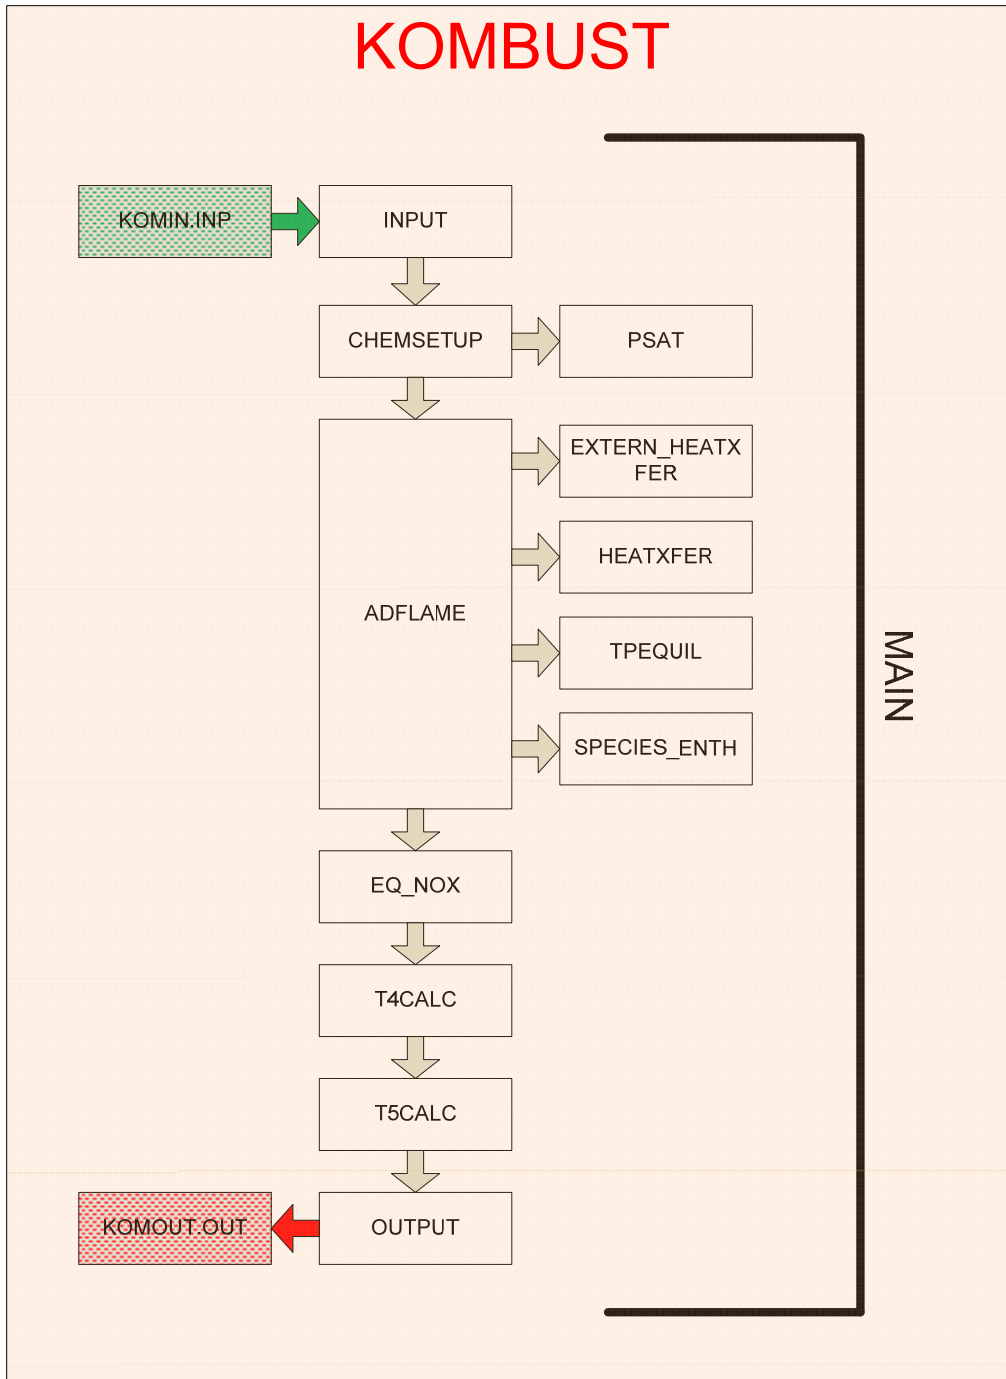 KOMBUST
KOMIN.INP
INPUT
CHEMSETUP
PSAT
EXTERN_HEATX
FER
HEATXFER
ADFLAME
TPEQUIL
MAIN
SPECIES_ENTH
EQ_NOX
T4CALC
T5CALC
KOMOUT.OUT
OUTPUT